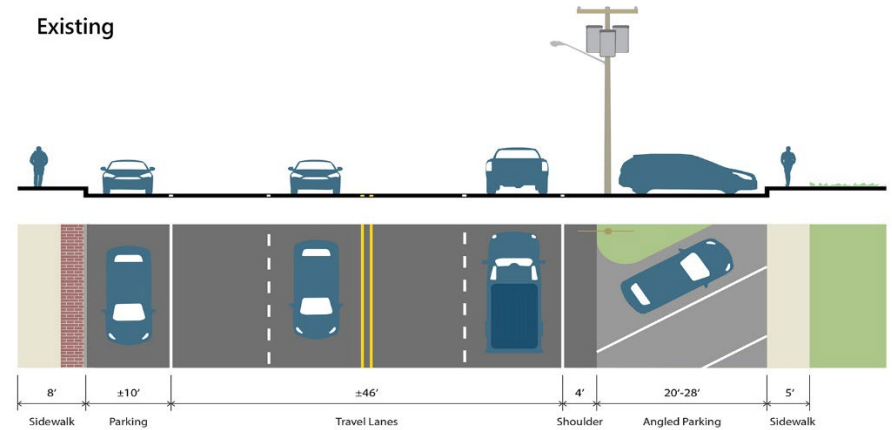 Existing
8’ ±10’ ±46’ 4’ 20’-28’ 5’
Sidewalk Parking Travel Lanes Shoulder Angled Parking Sidewalk